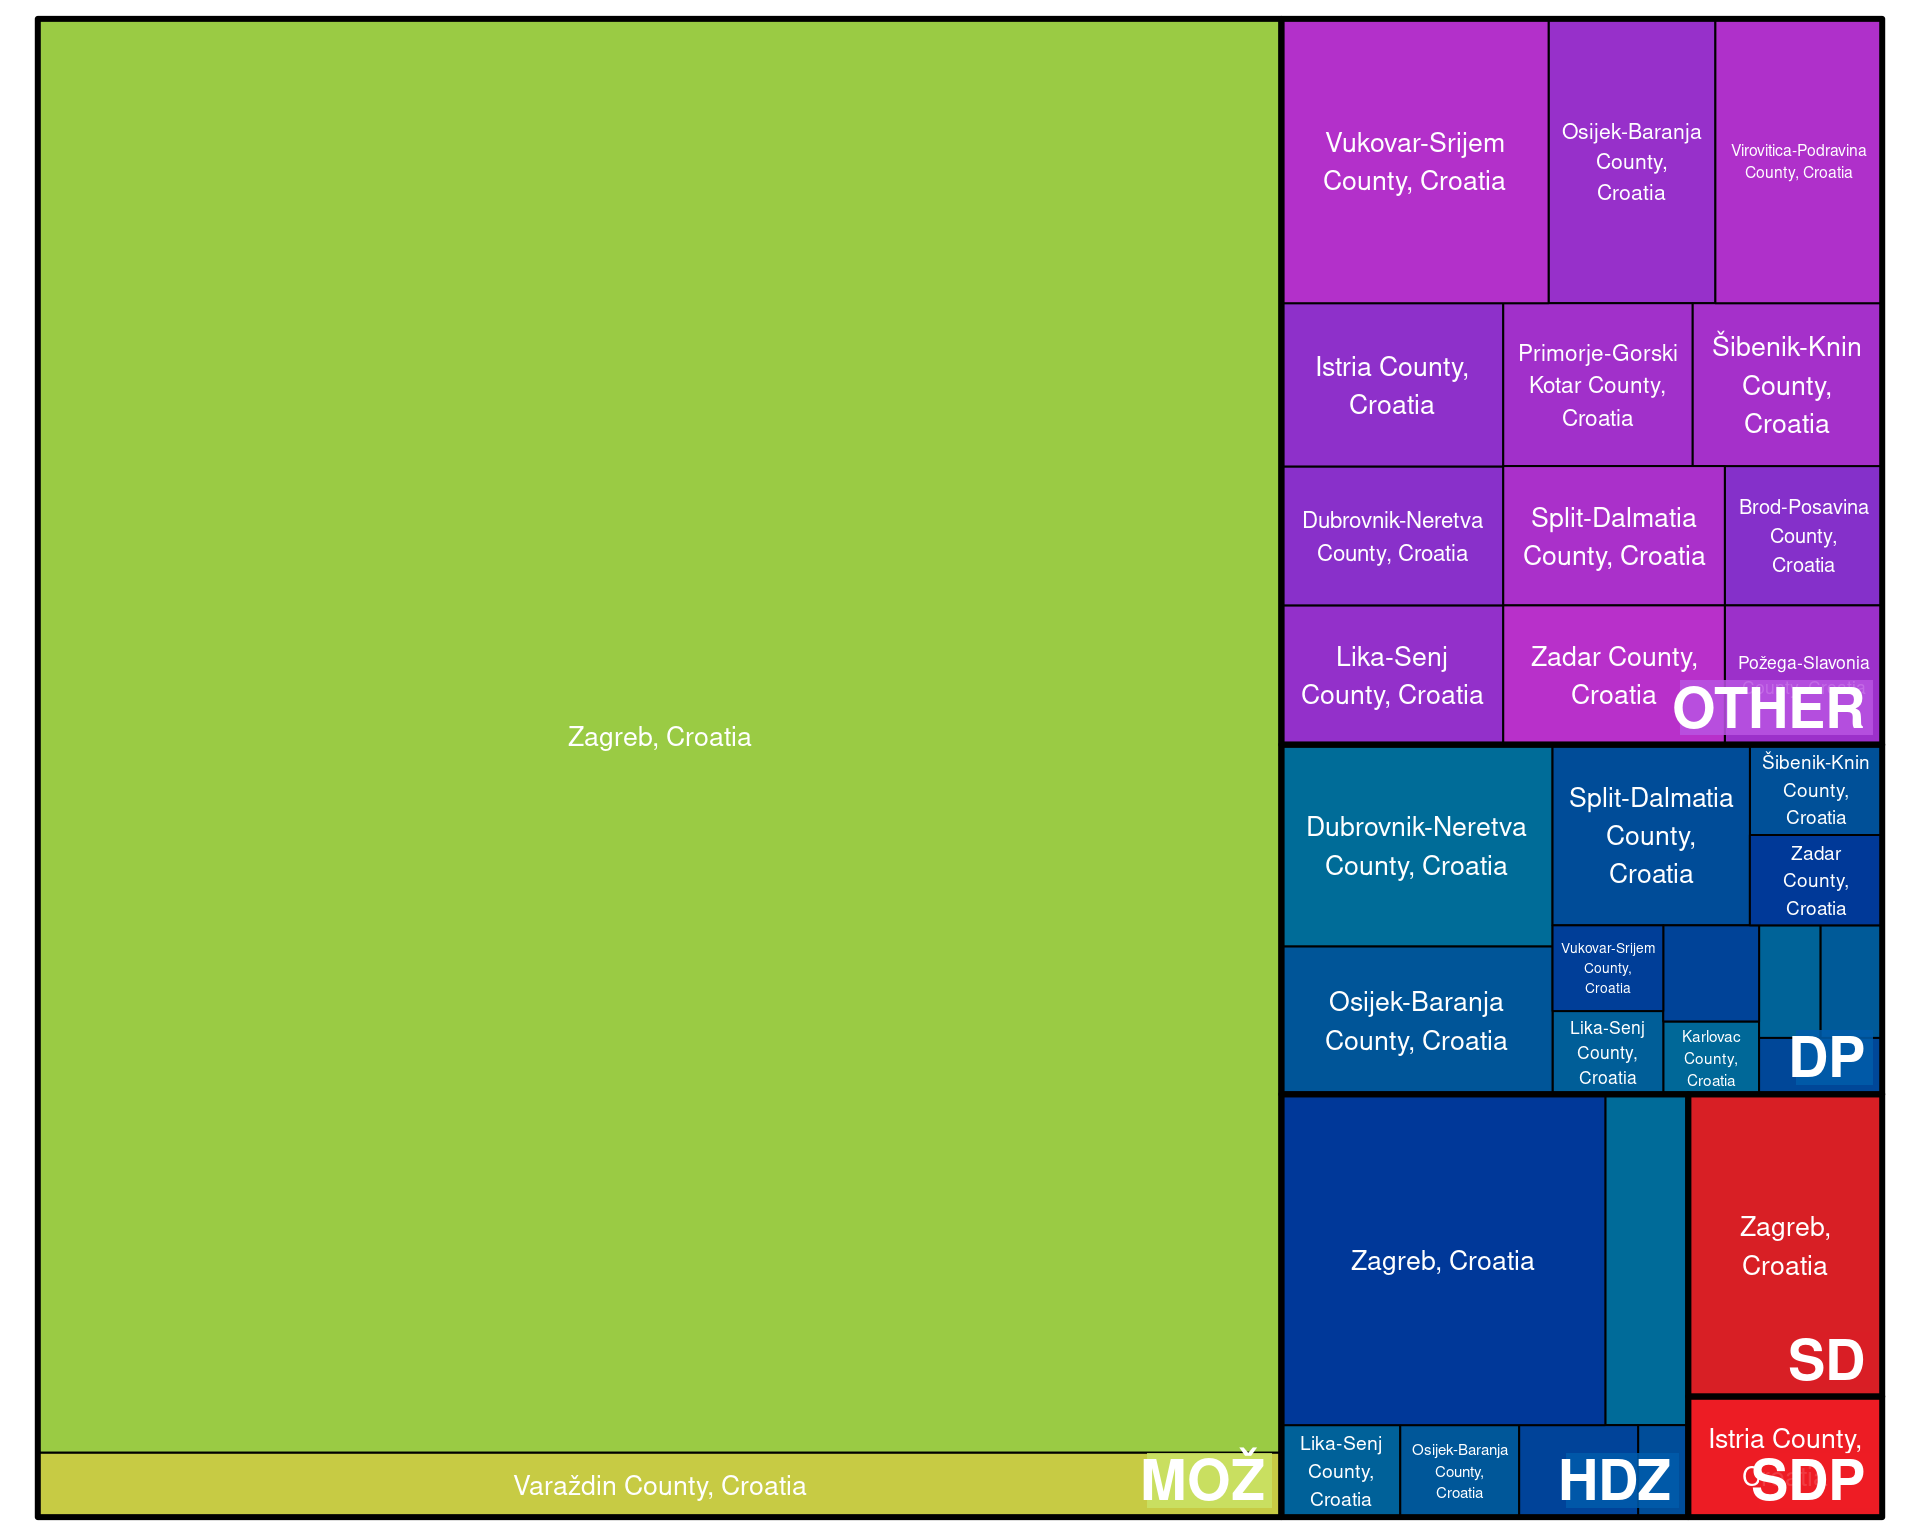 Zagreb, Croatia
Varaždin County, Croatia
MOŽ
Vukovar-Srijem
County, Croatia
Osijek-Baranja
County,
Croatia
Virovitica-Podravina
County, Croatia
Istria County,
Croatia
Primorje-Gorski
Kotar County,
Croatia
Šibenik-Knin
County,
Croatia
Dubrovnik-Neretva
County, Croatia
Split-Dalmatia
County, Croatia
Brod-Posavina
County,
Croatia
Lika-Senj
County, Croatia
Zadar County,
Croatia
Požega-Slavonia
OTHER
Dubrovnik-Neretva
County, Croatia
Split-Dalmatia
County,
Croatia
Šibenik-Knin
County,
Croatia
Zadar
County,
Croatia
Osijek-Baranja
County, Croatia
Vukovar-Srijem
County,
Croatia
Lika-Senj
County,
Croatia
Karlovac
County,
Croatia
DP
Zagreb, Croatia
Lika-Senj
County,
Croatia
Osijek-Baranja
County,
Croatia
HDZ
Zagreb,
Croatia
SD
Istria County,
SDP